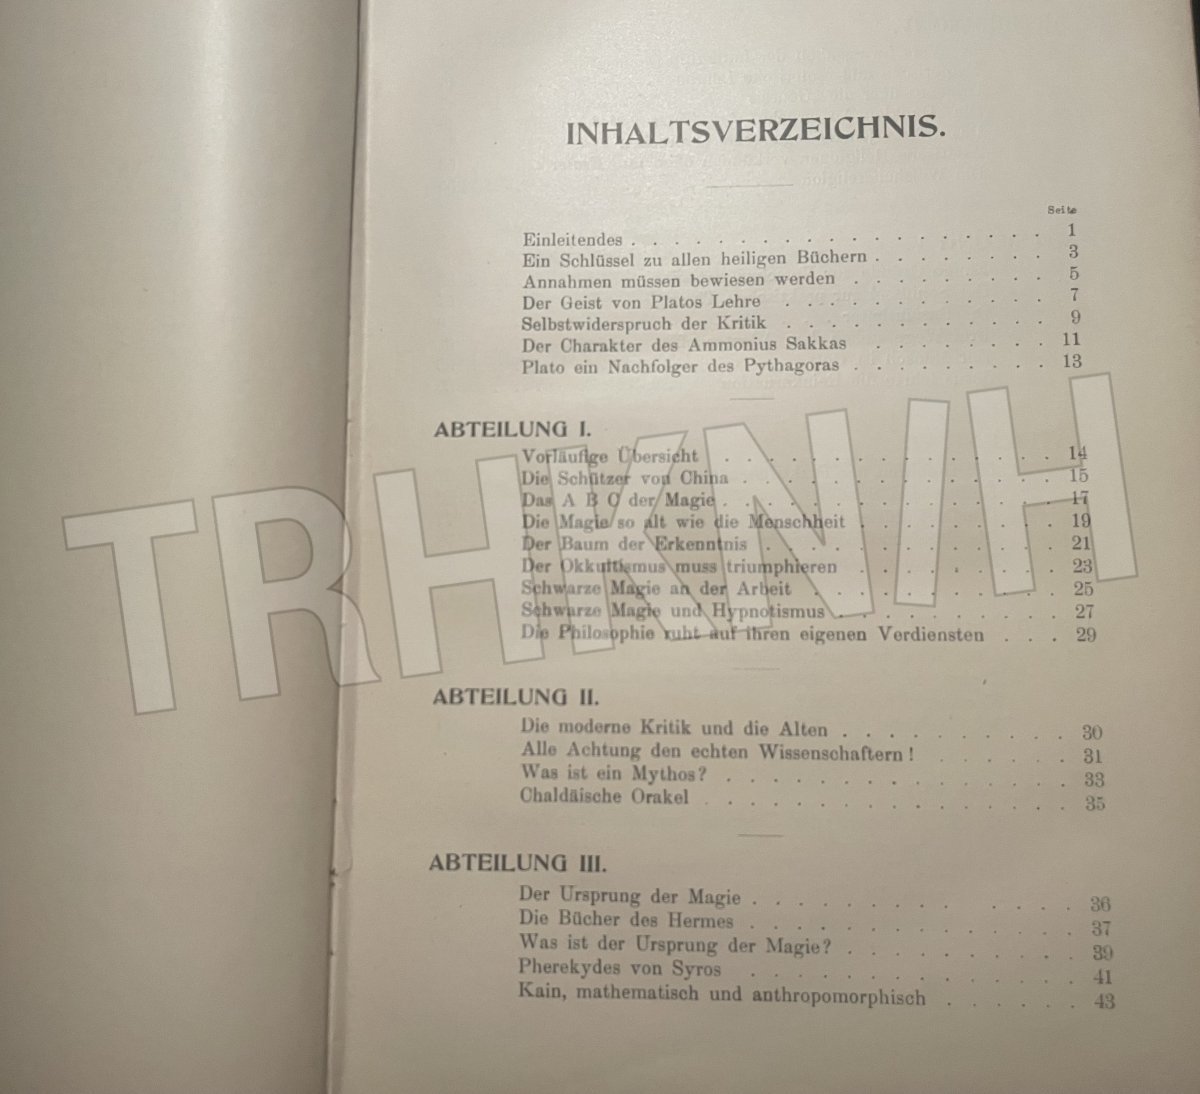 INHALTSVERZEICHNIS.
Seite
Einleitendes . . . . . . . . . . . . . . . . . . . 1
Ein Schlüssel zu allen heiligen Büchern . . . . . . . . 3
Annahmen müssen bewiesen werden . . . . . . . . . 5
Der Geist von Platos Lehre . . . . . . . . . . . . 7
Selbstwiderspruch der Kritik . . . . . . . . . . . . 9
Der Charakter des Ammonius Sakkas . . . . . . . . 11
Plato ein Nachfolger des Pythagoras . . . . . . . . . 13
ABTEILUNG I.
Vorläufige Übersicht . . . . . . . . . . . . . . . 14
Die Schützer von China . . . . . . . . . . . . . . 15
Das A B C der Magie . . . . . . . . . . . . . . . 17
Die Magie so alt wie die Menschheit . . . . . . . . . 19
Der Baum der Erkenntnis . . . . . . . . . . . . . 21
Der Okkultismus muss triumphieren . . . . . . . . . 23
Schwarze Magie an der Arbeit . . . . . . . . . . . 25
Schwarze Magie und Hypnotismus . . . . . . . . . . 27
Die Philosophie ruht auf ihren eigenen Verdiensten . . . 29
ABTEILUNG II.
Die moderne Kritik und die Alten . . . . . . . . . . 30
Alle Achtung den echten Wissenschaftern! . . . . . . 31
Was ist ein Mythos? . . . . . . . . . . . . . . . 33
Chaldäische Orakel . . . . . . . . . . . . . . . . 35
ABTEILUNG III.
Der Ursprung der Magie . . . . . . . . . . . . . . 36
Die Bücher des Hermes . . . . . . . . . . . . . . 37
Was ist der Ursprung der Magie? . . . . . . . . . . 39
Pherekydes von Syros . . . . . . . . . . . . . . 41
Kain, mathematisch und anthropomorphisch . . . . . . 43
TRHKN/H